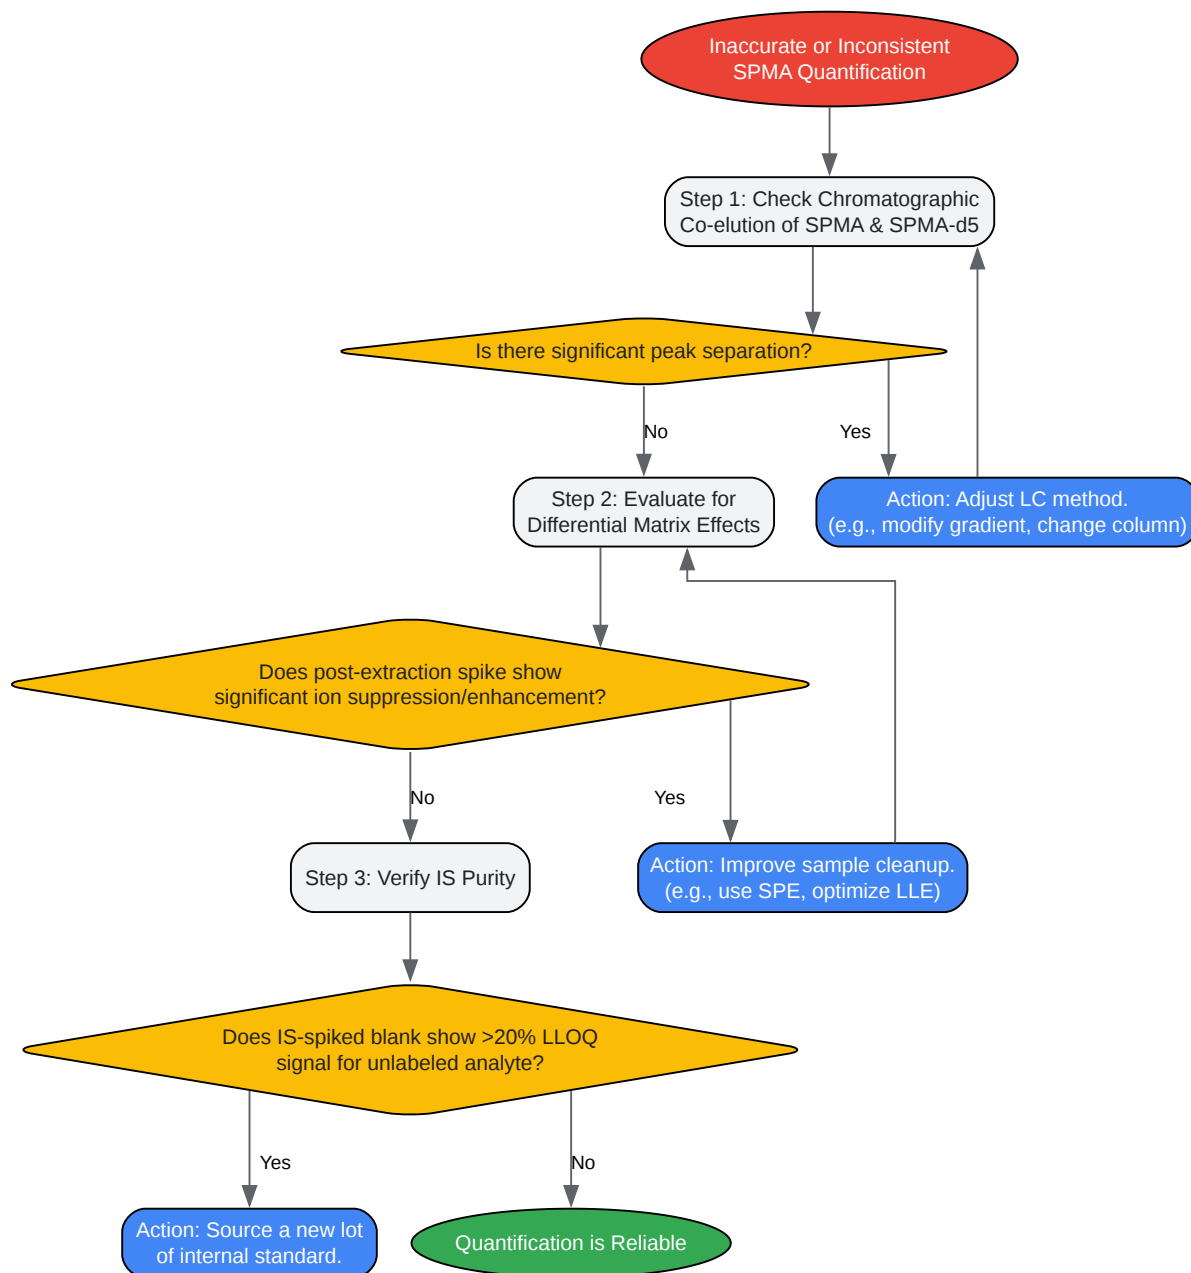 Inaccurate or Inconsistent
SPMA Quantification
Step 1: Check Chromatographic
Co-elution of SPMA & SPMA-d5
Is there significant peak separation?
No
Yes
Step 2: Evaluate for
Differential Matrix Effects
Action: Adjust LC method.
(e.g., modify gradient, change column)
Does post-extraction spike show
significant ion suppression/enhancement?
No
Yes
Step 3: Verify IS Purity
Action: Improve sample cleanup.
(e.g., use SPE, optimize LLE)
Does IS-spiked blank show >20% LLOQ
signal for unlabeled analyte?
Yes
No
Action: Source a new lot
of internal standard.
Quantification is Reliable